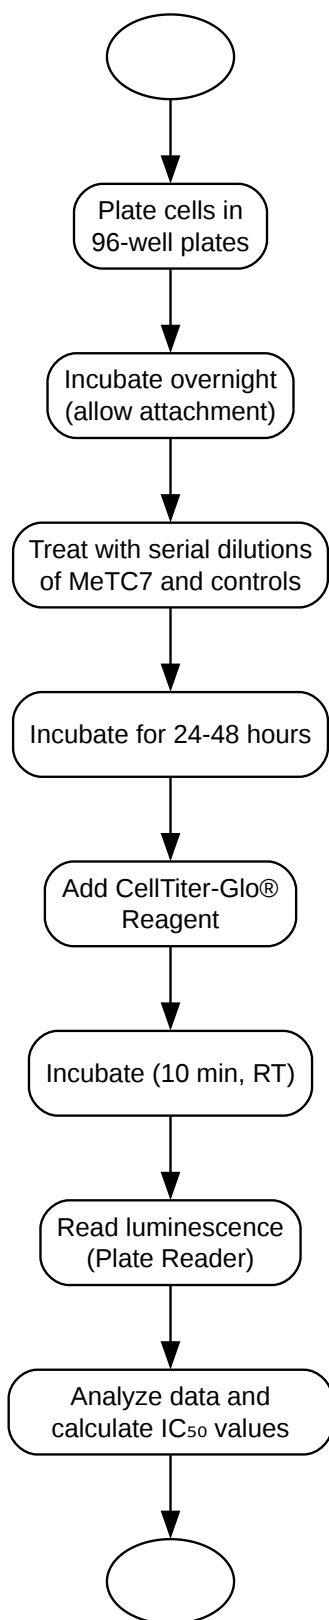 Plate cells in
96-well plates
Incubate overnight
(allow attachment)
Treat with serial dilutions
of MeTC7 and controls
Incubate for 24-48 hours
Add CellTiter-Glo®
Reagent
Incubate (10 min, RT)
Read luminescence
(Plate Reader)
Analyze data and
calculate IC₅₀ values